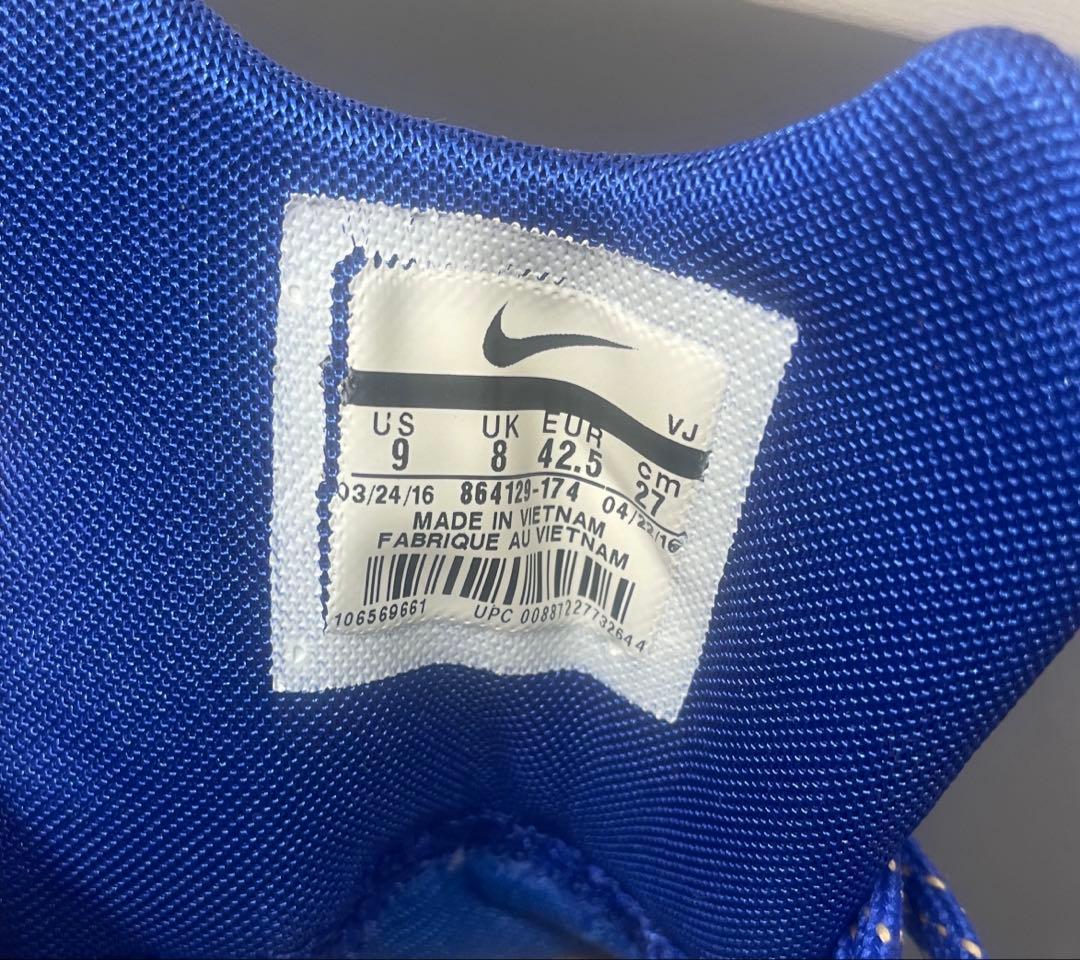 US UK EUR cm VJ
9 8 42.5 27
03/24/16 864129-174 04/22/16
MADE IN VIETNAM
FABRIQUE AU VIETNAM
106569661 UPC 00887227732644